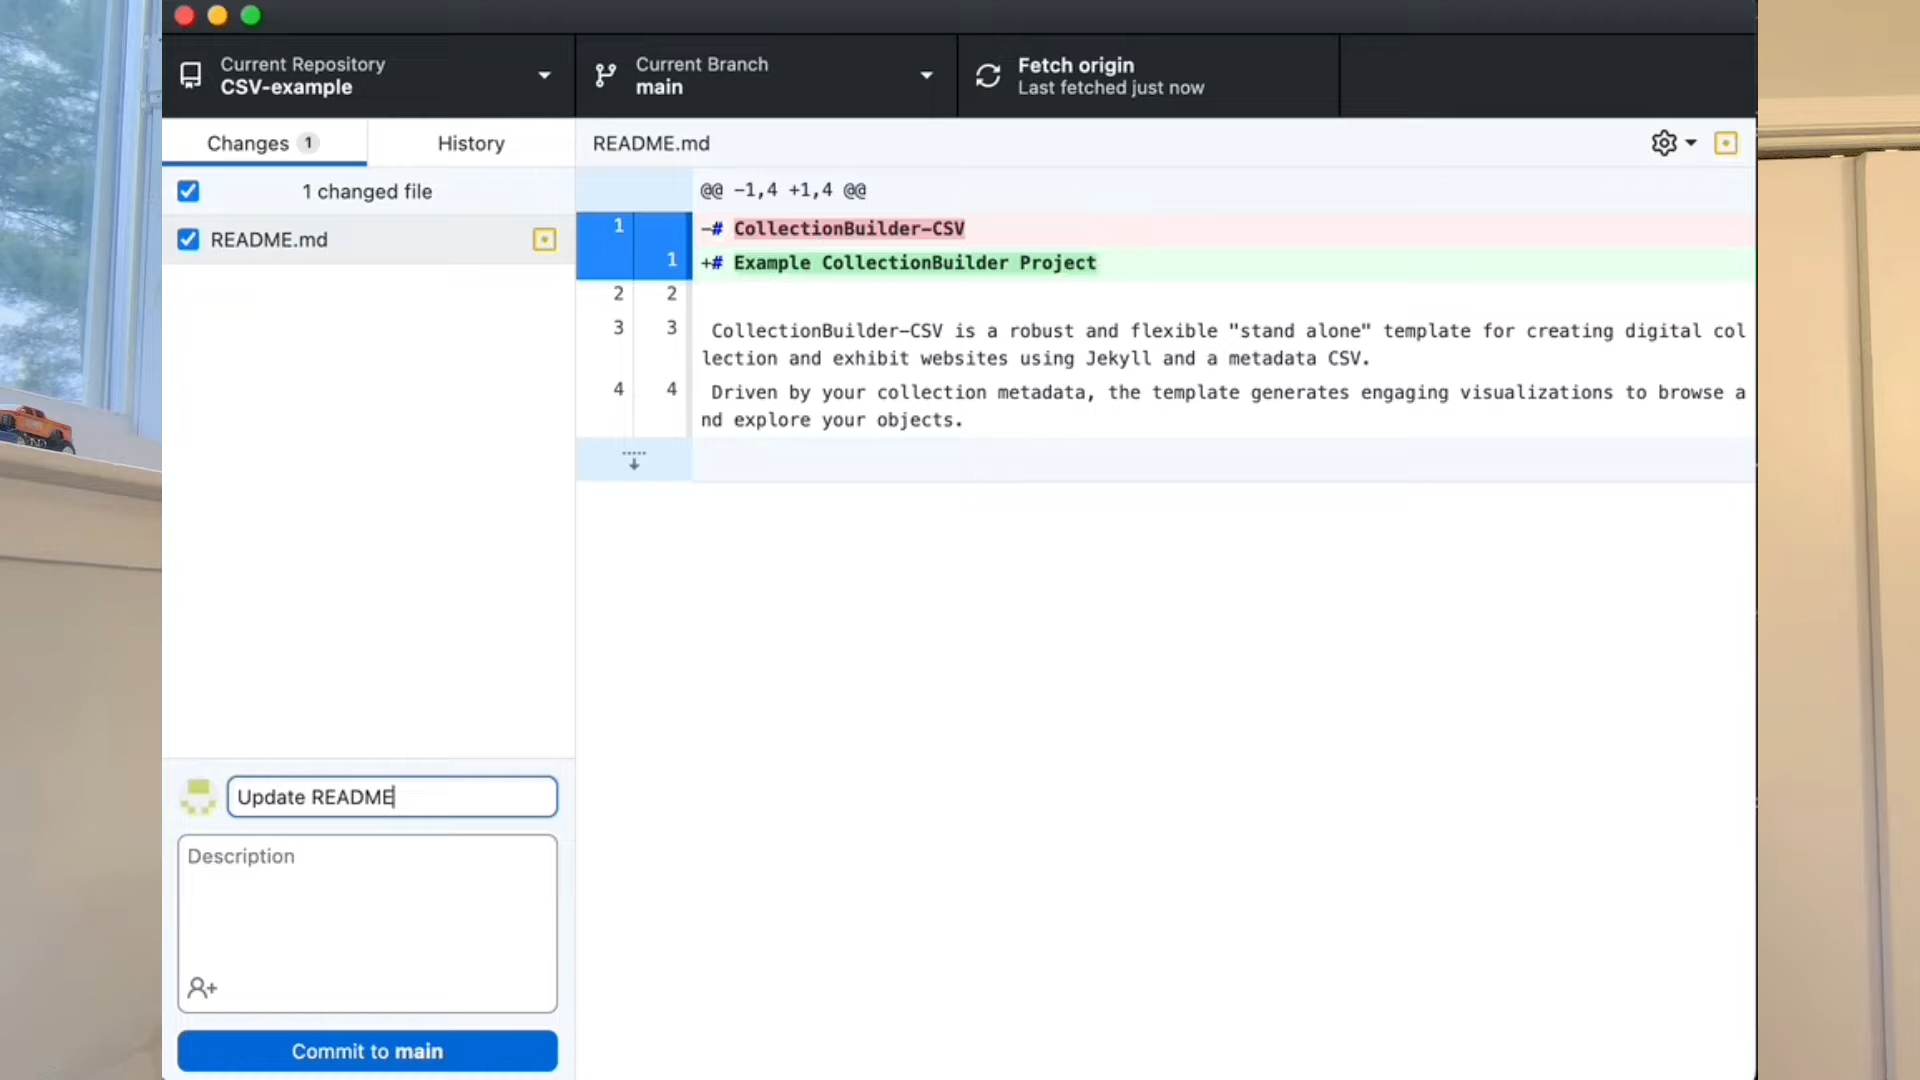 Current Repository
CSV-example
Current Branch
main
Fetch origin
Last fetched just now
Changes 1
History
README.md
1 changed file
README.md
@@ -1,4 +1,4 @@
1 -# CollectionBuilder-CSV
1 +# Example CollectionBuilder Project
2 2
3 3 CollectionBuilder-CSV is a robust and flexible "stand alone" template for creating digital col
lection and exhibit websites using Jekyll and a metadata CSV.
4 4 Driven by your collection metadata, the template generates engaging visualizations to browse a
nd explore your objects.
Update README
Description
Commit to main